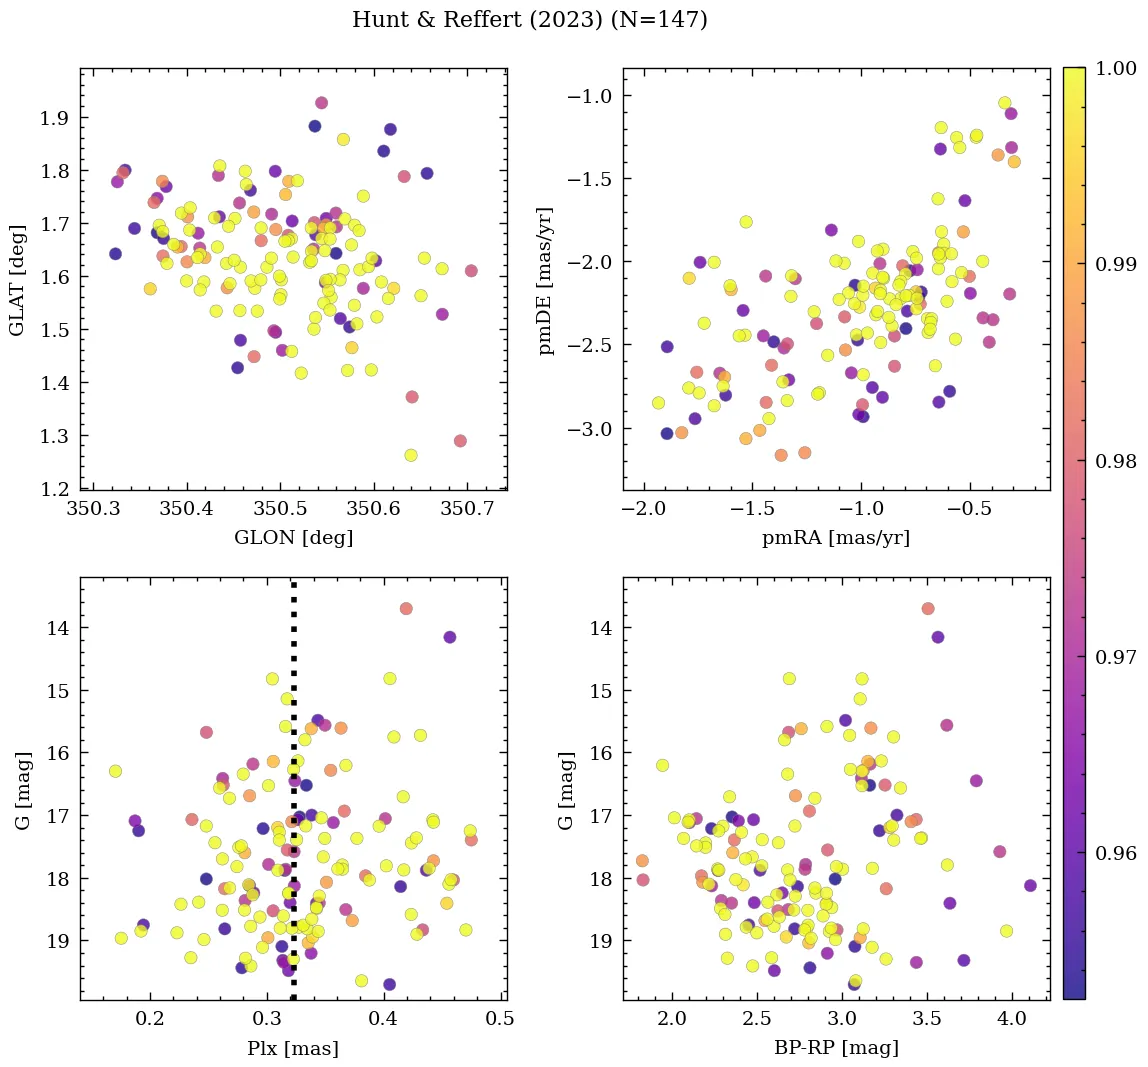 Hunt & Reffert (2023) (N=147)
1.9
1.8
1.7
1.6
1.5
1.4
1.3
1.2
GLAT [deg]
350.3 350.4 350.5 350.6 350.7
GLON [deg]
−1.0
−1.5
−2.0
−2.5
−3.0
pmDE [mas/yr]
−2.0 −1.5 −1.0 −0.5
pmRA [mas/yr]
1.00
0.99
0.98
0.97
0.96
14
15
16
17
18
19
G [mag]
0.2 0.3 0.4 0.5
Plx [mas]
14
15
16
17
18
19
G [mag]
2.0 2.5 3.0 3.5 4.0
BP-RP [mag]